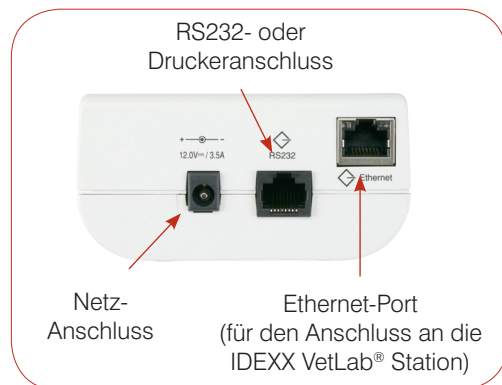 RS232- oder
Druckeranschluss
+ −
12.0V⎓ / 3.5A
RS232
Ethernet
Netz-
Anschluss
Ethernet-Port
(für den Anschluss an die
IDEXX VetLab® Station)